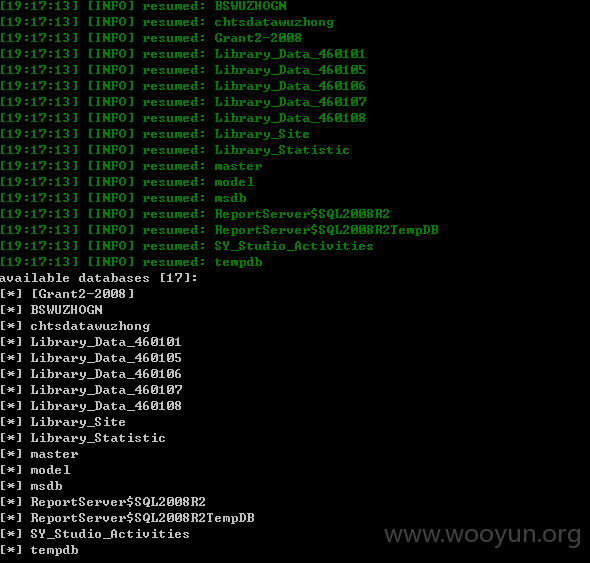 [19:17:13] [INFO] resumed: BSWUZHOGN
[19:17:13] [INFO] resumed: chtsdatawuzhong
[19:17:13] [INFO] resumed: Grant2-2008
[19:17:13] [INFO] resumed: Library_Data_460101
[19:17:13] [INFO] resumed: Library_Data_460105
[19:17:13] [INFO] resumed: Library_Data_460106
[19:17:13] [INFO] resumed: Library_Data_460107
[19:17:13] [INFO] resumed: Library_Data_460108
[19:17:13] [INFO] resumed: Library_Site
[19:17:13] [INFO] resumed: Library_Statistic
[19:17:13] [INFO] resumed: master
[19:17:13] [INFO] resumed: model
[19:17:13] [INFO] resumed: msdb
[19:17:13] [INFO] resumed: ReportServer$SQL2008R2
[19:17:13] [INFO] resumed: ReportServer$SQL2008R2TempDB
[19:17:13] [INFO] resumed: SY_Studio_Activities
[19:17:13] [INFO] resumed: tempdb
available databases [17]:
[*] [Grant2-2008]
[*] BSWUZHOGN
[*] chtsdatawuzhong
[*] Library_Data_460101
[*] Library_Data_460105
[*] Library_Data_460106
[*] Library_Data_460107
[*] Library_Data_460108
[*] Library_Site
[*] Library_Statistic
[*] master
[*] model
[*] msdb
[*] ReportServer$SQL2008R2
[*] ReportServer$SQL2008R2TempDB
[*] SY_Studio_Activities
[*] tempdb
www.wooyun.org